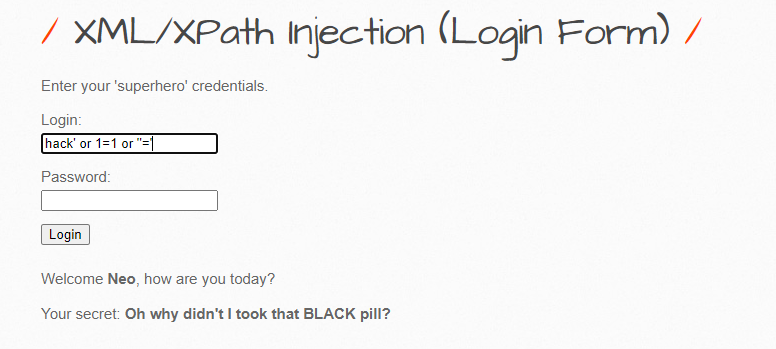 / XML/XPath Injection (Login Form) /
Enter your 'superhero' credentials.
Login:
hack' or 1=1 or ''='
Password:
Login
Welcome Neo, how are you today?
Your secret: Oh why didn't I took that BLACK pill?